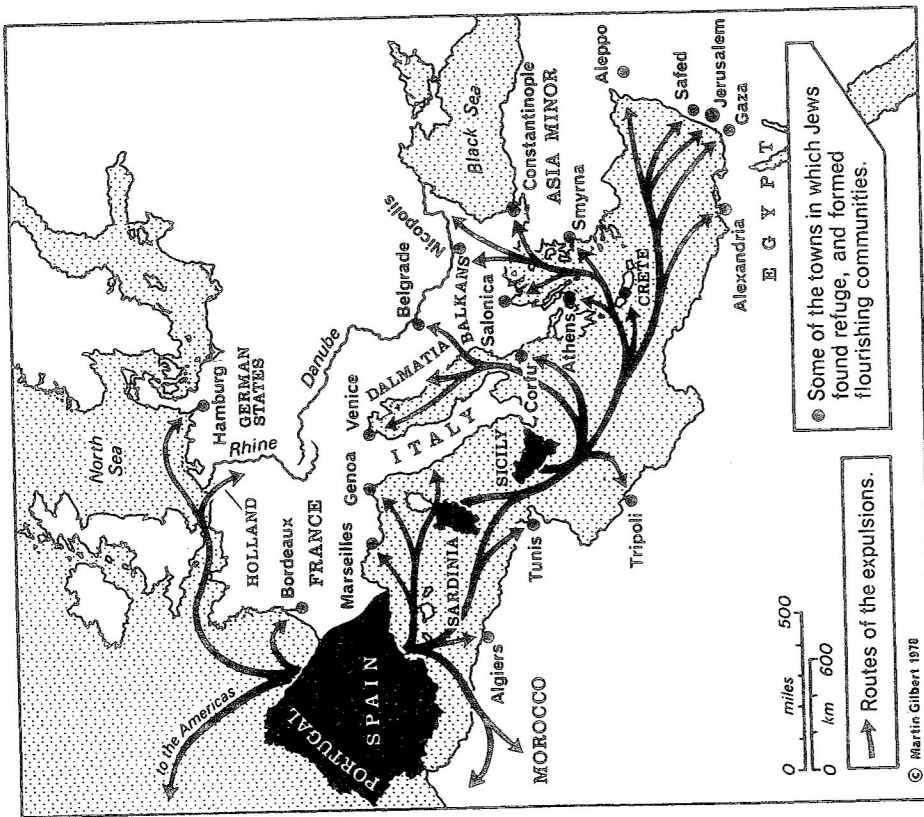 North
Sea
Hamburg
GERMAN
STATES
Rhine
HOLLAND
to the Americas
Bordeaux
FRANCE
Danube
Marseilles
Genoa
Venice
ITALY
DALMATIA
Belgrade
BALKANS
Nicopolis
Black Sea
Constantinople
ASIA MINOR
Salonica
Smyrna
Athens
Corfu
CRETE
SICILY
SARDINIA
PORTUGAL
SPAIN
MOROCCO
Algiers
Tunis
Tripoli
Alexandria
EGYPT
Aleppo
Safed
Jerusalem
Gaza
0 miles 500
0 km 600
Routes of the expulsions.
Some of the towns in which Jews
found refuge, and formed
flourishing communities.
© Martin Gilbert 1978